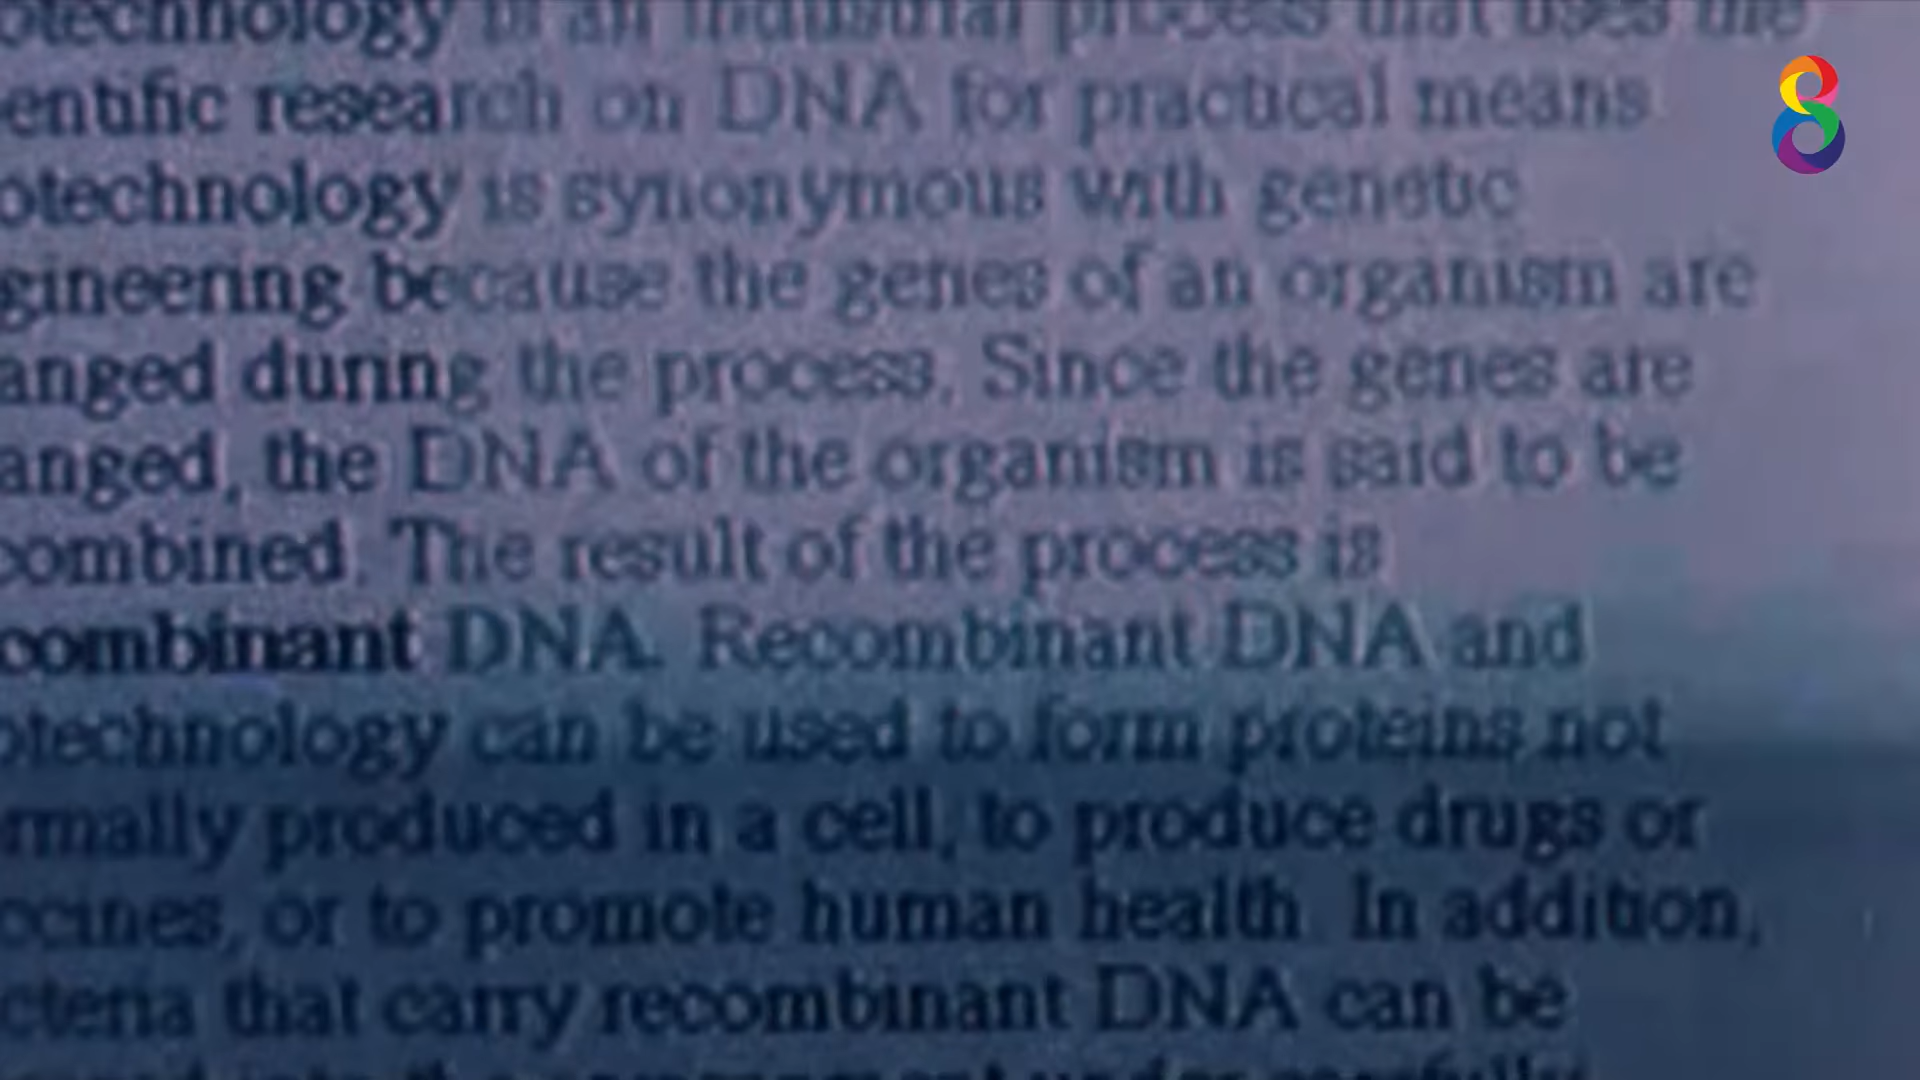 otechnology is an industrial process that uses the
entific research on DNA for practical means.
otechnology is synonymous with genetic
gineering because the genes of an organism are
anged during the process. Since the genes are
anged, the DNA of the organism is said to be
combined. The result of the process is
combinant DNA. Recombinant DNA and
otechnology can be used to form proteins not
rmally produced in a cell, to produce drugs or
ccines, or to promote human health. In addition,
cteria that carry recombinant DNA can be
8